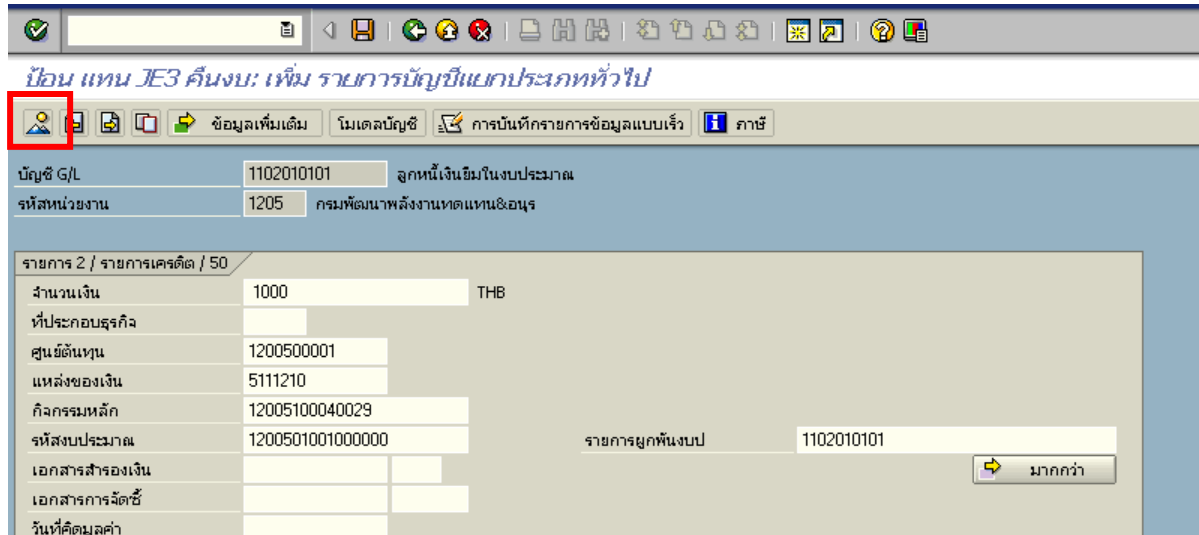 ป้อน แทน JE3 คืนงบ: เพิ่ม รายการบัญชีแยกประเภททั่วไป
ข้อมูลเพิ่มเติม โมเดลบัญชี การบันทึกรายการข้อมูลแบบเร็ว ภาษี
บัญชี G/L 1102010101 ลูกหนี้เงินยืมในงบประมาณ
รหัสหน่วยงาน 1205 กรมพัฒนาพลังงานทดแทน&อนุร
รายการ 2 / รายการเครดิต / 50
จำนวนเงิน 1000 THB
ที่ประกอบธุรกิจ
ศูนย์ต้นทุน 1200500001
แหล่งของเงิน 5111210
กิจกรรมหลัก 12005100040029
รหัสงบประมาณ 1200501001000000 รายการผูกพันงบป 1102010101
เอกสารสำรองเงิน มากกว่า
เอกสารการจัดซื้
วันที่คิดมูลค่า